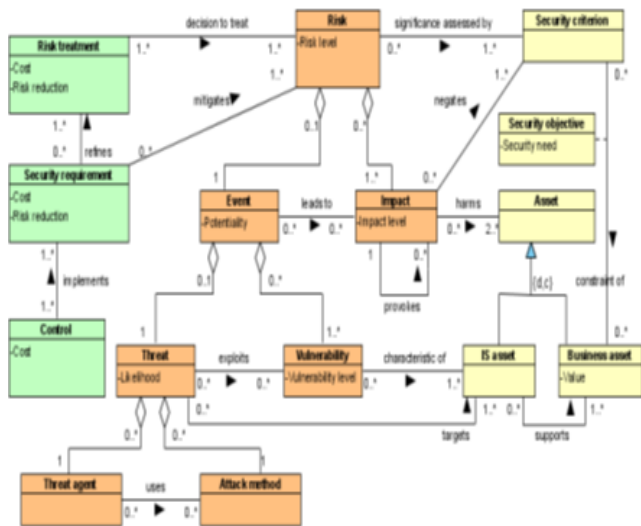 decision to treat
Risk
significance assessed by
Security criterion
Risk treatment
-Cost
-Risk reduction
1..*
1..*
-Risk level
0..*
1..*
1..*
mitigates
1..*
0..*
0..1
negates
Security objective
-Security need
1..*
0..*
refines
0..*
Security requirement
-Cost
-Risk reduction
1
1..*
0..*
Event
-Potentiality
leads to
0..*
0..*
Impact
-Impact level
harms
0..*
2..*
Asset
1..*
implements
1..*
0..1
1
0..*
provokes
{d,c}
constraint of
Control
-Cost
1
1..*
0..*
Threat
-Likelihood
exploits
0..*
0..*
Vulnerability
-Vulnerability level
characteristic of
0..*
1..*
IS asset
Business asset
-Value
0..*
0..*
0..*
targets
1..*
0..*
supports
1..*
1
1
Threat agent
uses
0..*
0..*
Attack method